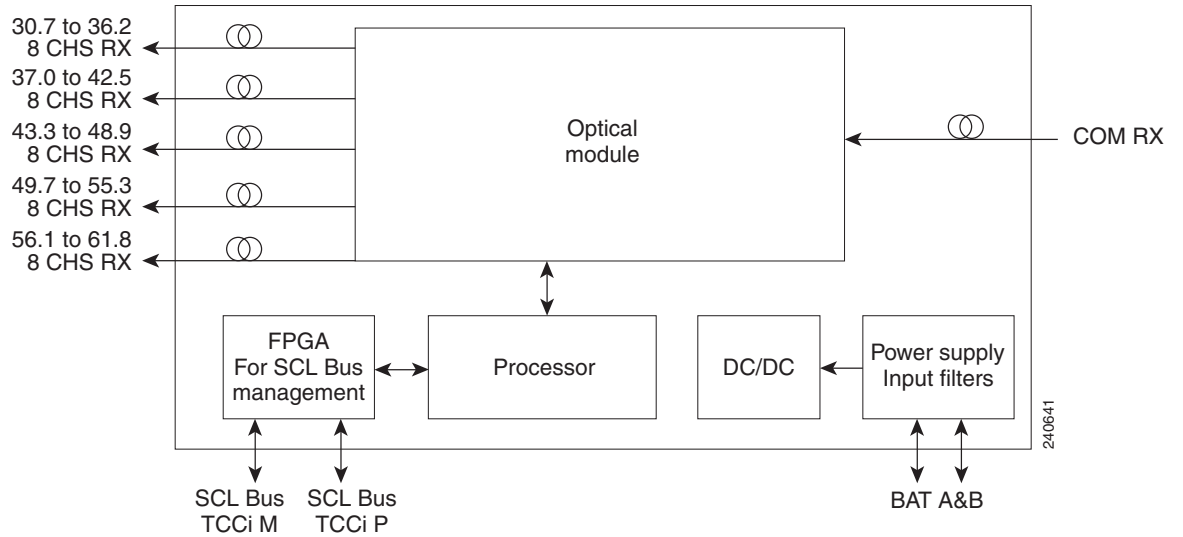 30.7 to 36.2
8 CHS RX
37.0 to 42.5
8 CHS RX
43.3 to 48.9
8 CHS RX
49.7 to 55.3
8 CHS RX
56.1 to 61.8
8 CHS RX
Optical
module
COM RX
FPGA
For SCL Bus
management
Processor
DC/DC
Power supply
Input filters
240641
SCL Bus
TCCi M
SCL Bus
TCCi P
BAT A&B